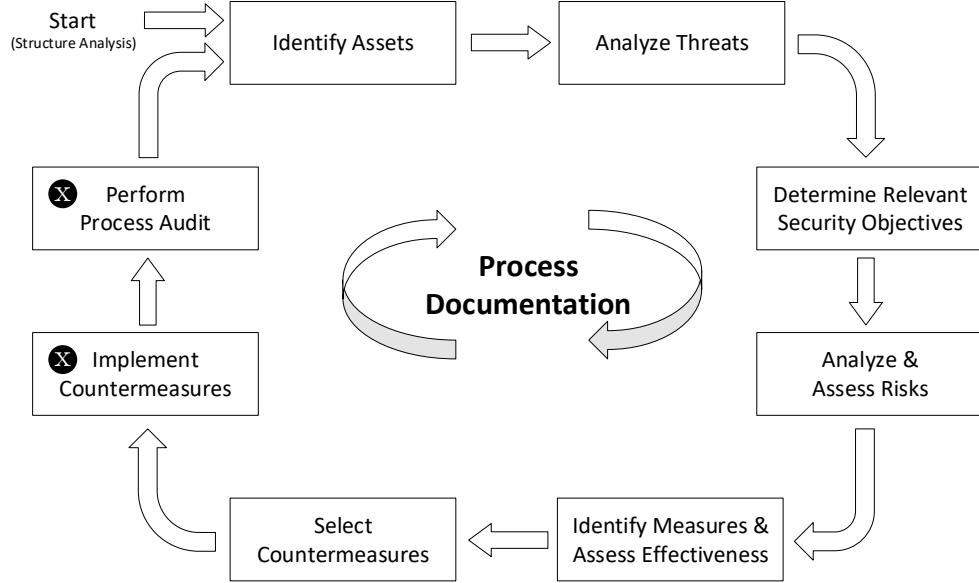 Start
(Structure Analysis)
Identify Assets
Analyze Threats
Determine Relevant
Security Objectives
Analyze &
Assess Risks
Identify Measures &
Assess Effectiveness
Select
Countermeasures
X Implement
Countermeasures
X Perform
Process Audit
Process
Documentation